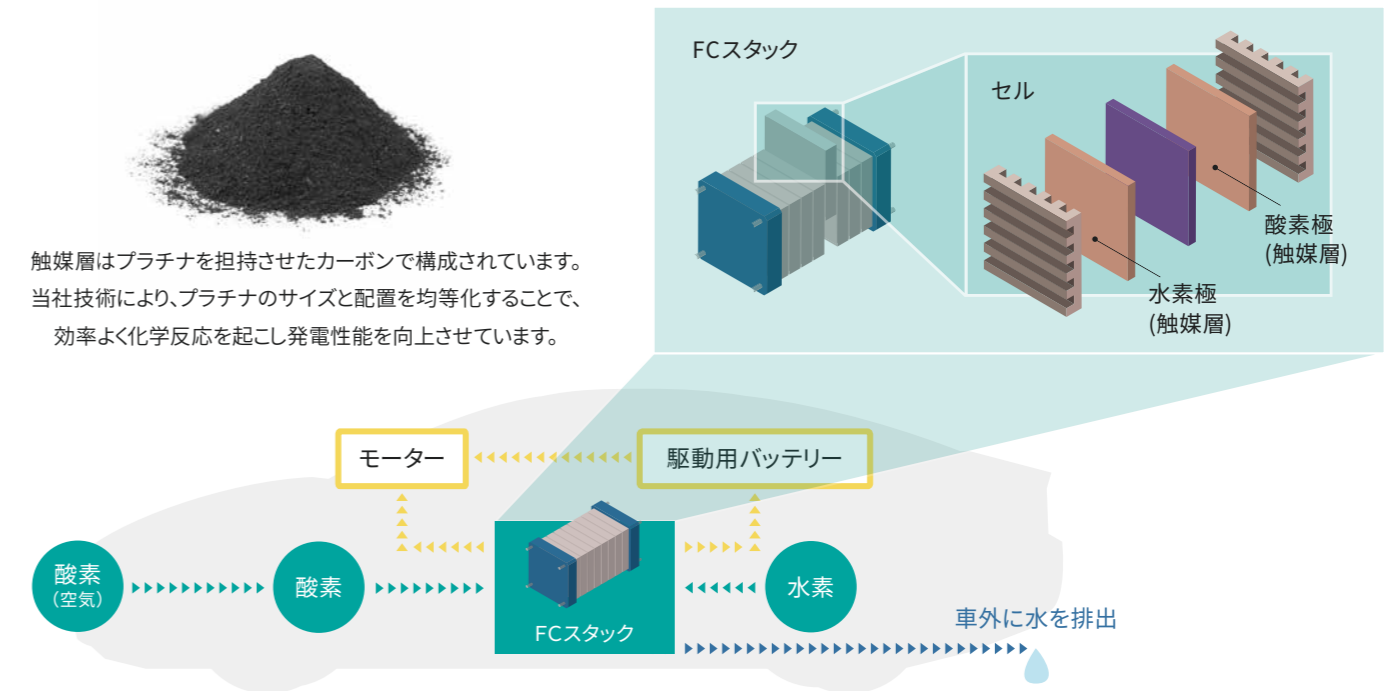 触媒層はプラチナを担持させたカーボンで構成されています。
当社技術により、プラチナのサイズと配置を均等化することで、
効率よく化学反応を起こし発電性能を向上させています。
FCスタック
セル
酸素極
(触媒層)
水素極
(触媒層)
モーター
駆動用バッテリー
酸素
(空気)
酸素
FCスタック
水素
車外に水を排出